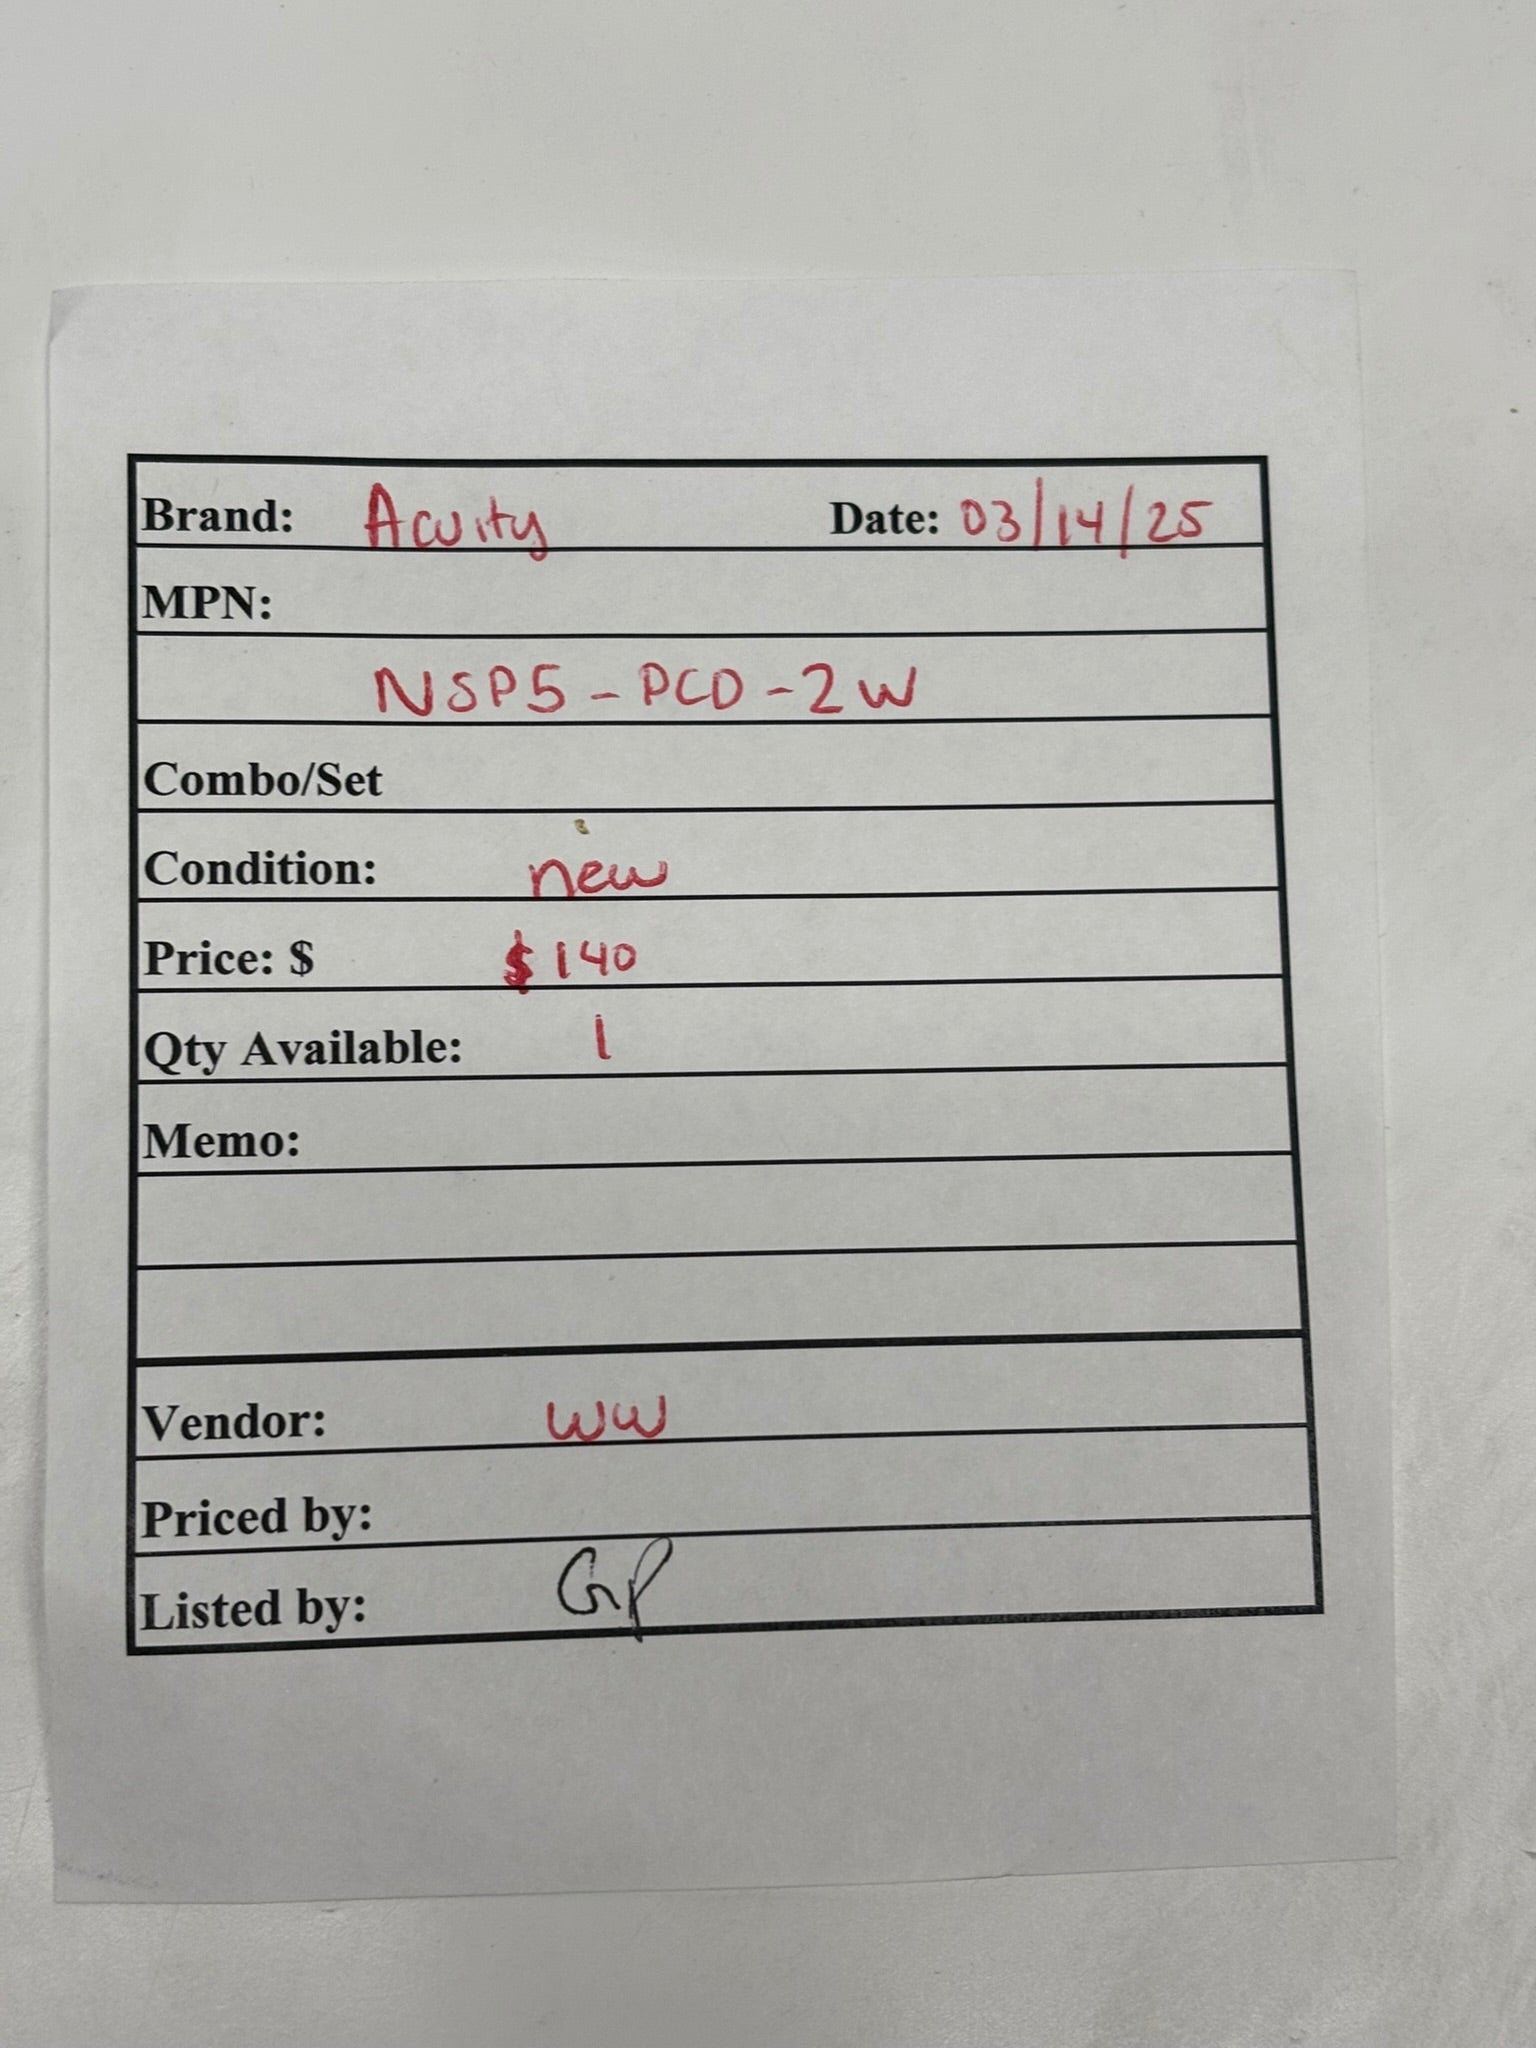 Brand: Acuity Date: 03/14/25
MPN:
NSP5-PCD-2W
Combo/Set
Condition: new
Price: $ $140
Qty Available: 1
Memo:
Vendor: WW
Priced by:
Listed by: GP